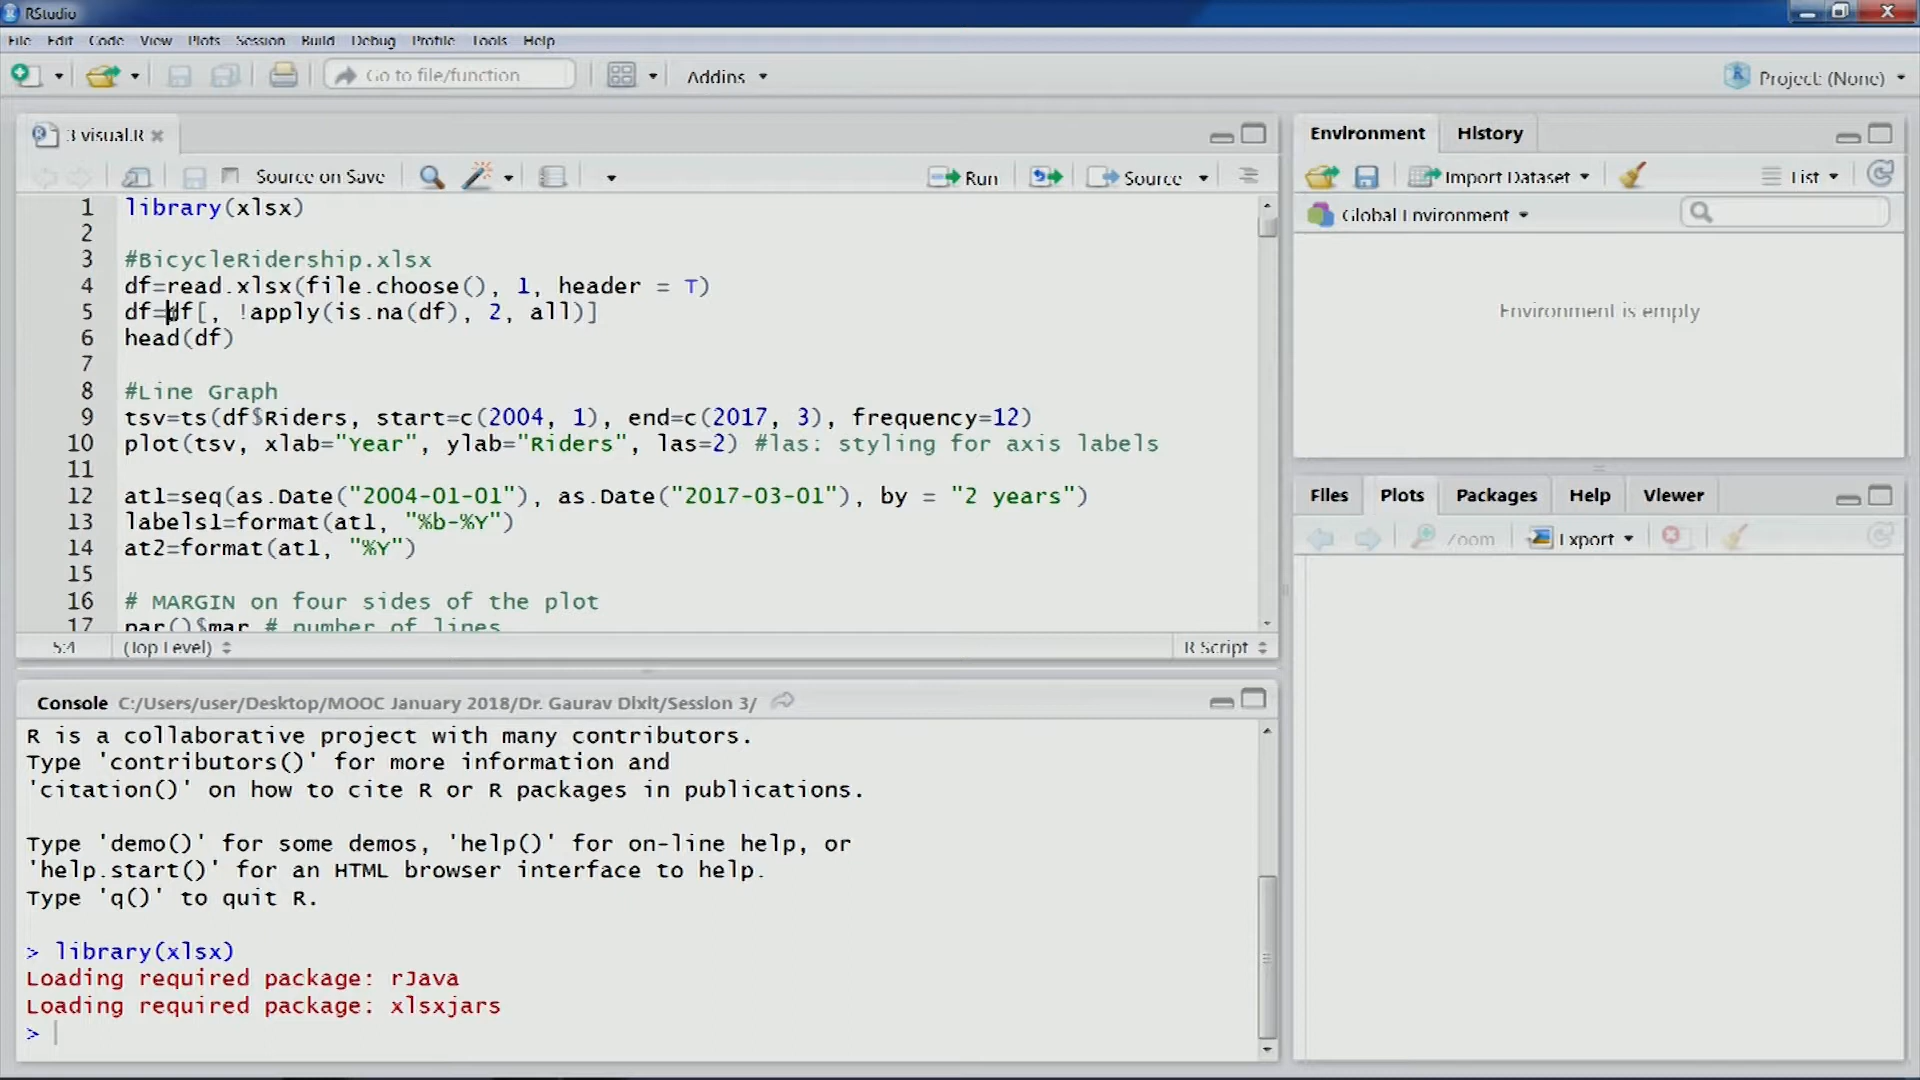 RStudio
File Edit Code View Plots Session Build Debug Profile Tools Help
Go to file/function Addins Project: (None)
3 visual.R
Source on Save Run Source
1 library(xlsx)
2
3 #BicycleRidership.xlsx
4 df=read.xlsx(file.choose(), 1, header = T)
5 df=df[, !apply(is.na(df), 2, all)]
6 head(df)
7
8 #Line Graph
9 tsv=ts(df$Riders, start=c(2004, 1), end=c(2017, 3), frequency=12)
10 plot(tsv, xlab="Year", ylab="Riders", las=2) #las: styling for axis labels
11
12 at1=seq(as.Date("2004-01-01"), as.Date("2017-03-01"), by = "2 years")
13 labels1=format(at1, "%b-%Y")
14 at2=format(at1, "%Y")
15
16 # MARGIN on four sides of the plot
17 par()$mar # number of lines
5:4 (Top Level) R Script
Console C:/Users/user/Desktop/MOOC January 2018/Dr. Gaurav Dixit/Session 3/
R is a collaborative project with many contributors.
Type 'contributors()' for more information and
'citation()' on how to cite R or R packages in publications.
Type 'demo()' for some demos, 'help()' for on-line help, or
'help.start()' for an HTML browser interface to help.
Type 'q()' to quit R.
> library(xlsx)
Loading required package: rJava
Loading required package: xlsxjars
>
Environment History
Import Dataset List
Global Environment
Environment is empty
Files Plots Packages Help Viewer
Zoom Export